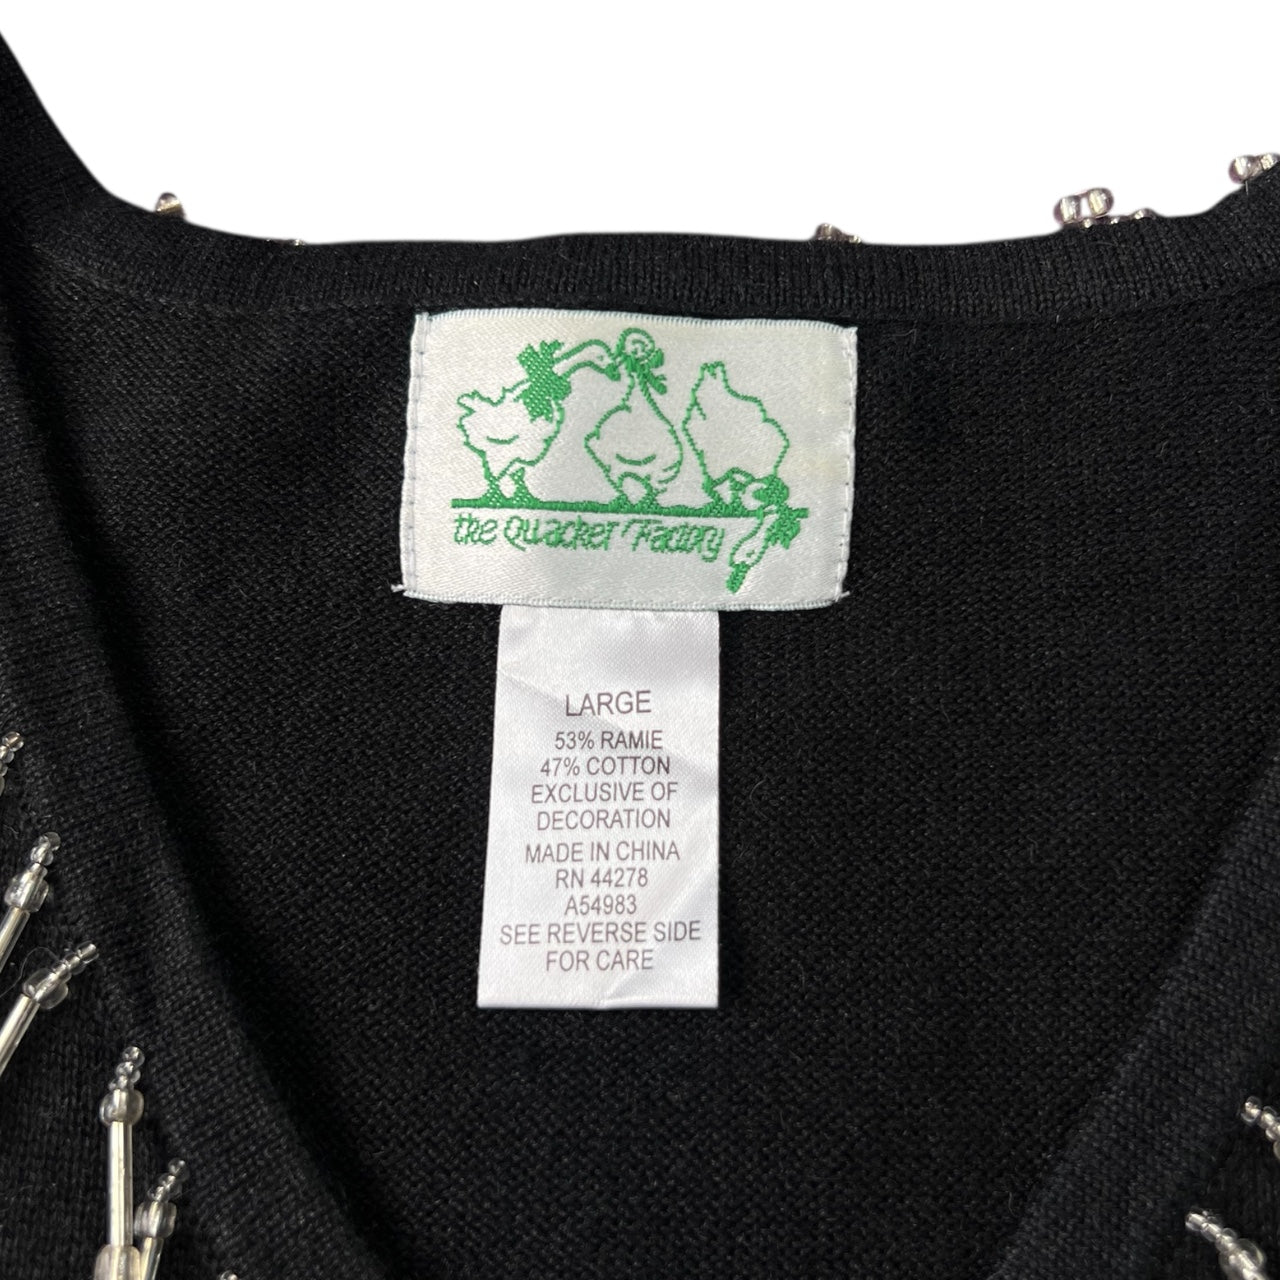 the Quacker Factory
LARGE
53% RAMIE
47% COTTON
EXCLUSIVE OF
DECORATION
MADE IN CHINA
RN 44278
A54983
SEE REVERSE SIDE
FOR CARE